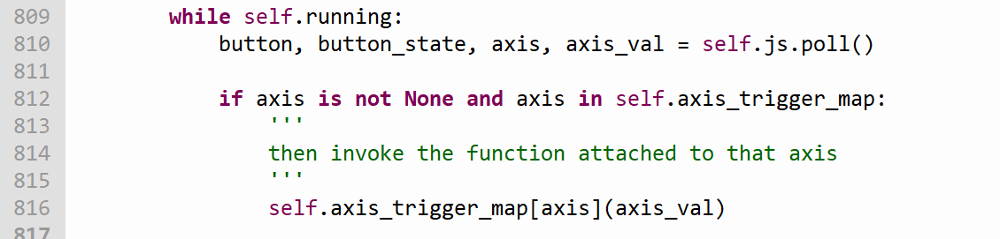 809 while self.running:
810 button, button_state, axis, axis_val = self.js.poll()
811
812 if axis is not None and axis in self.axis_trigger_map:
813 '''
814 then invoke the function attached to that axis
815 '''
816 self.axis_trigger_map[axis](axis_val)
817